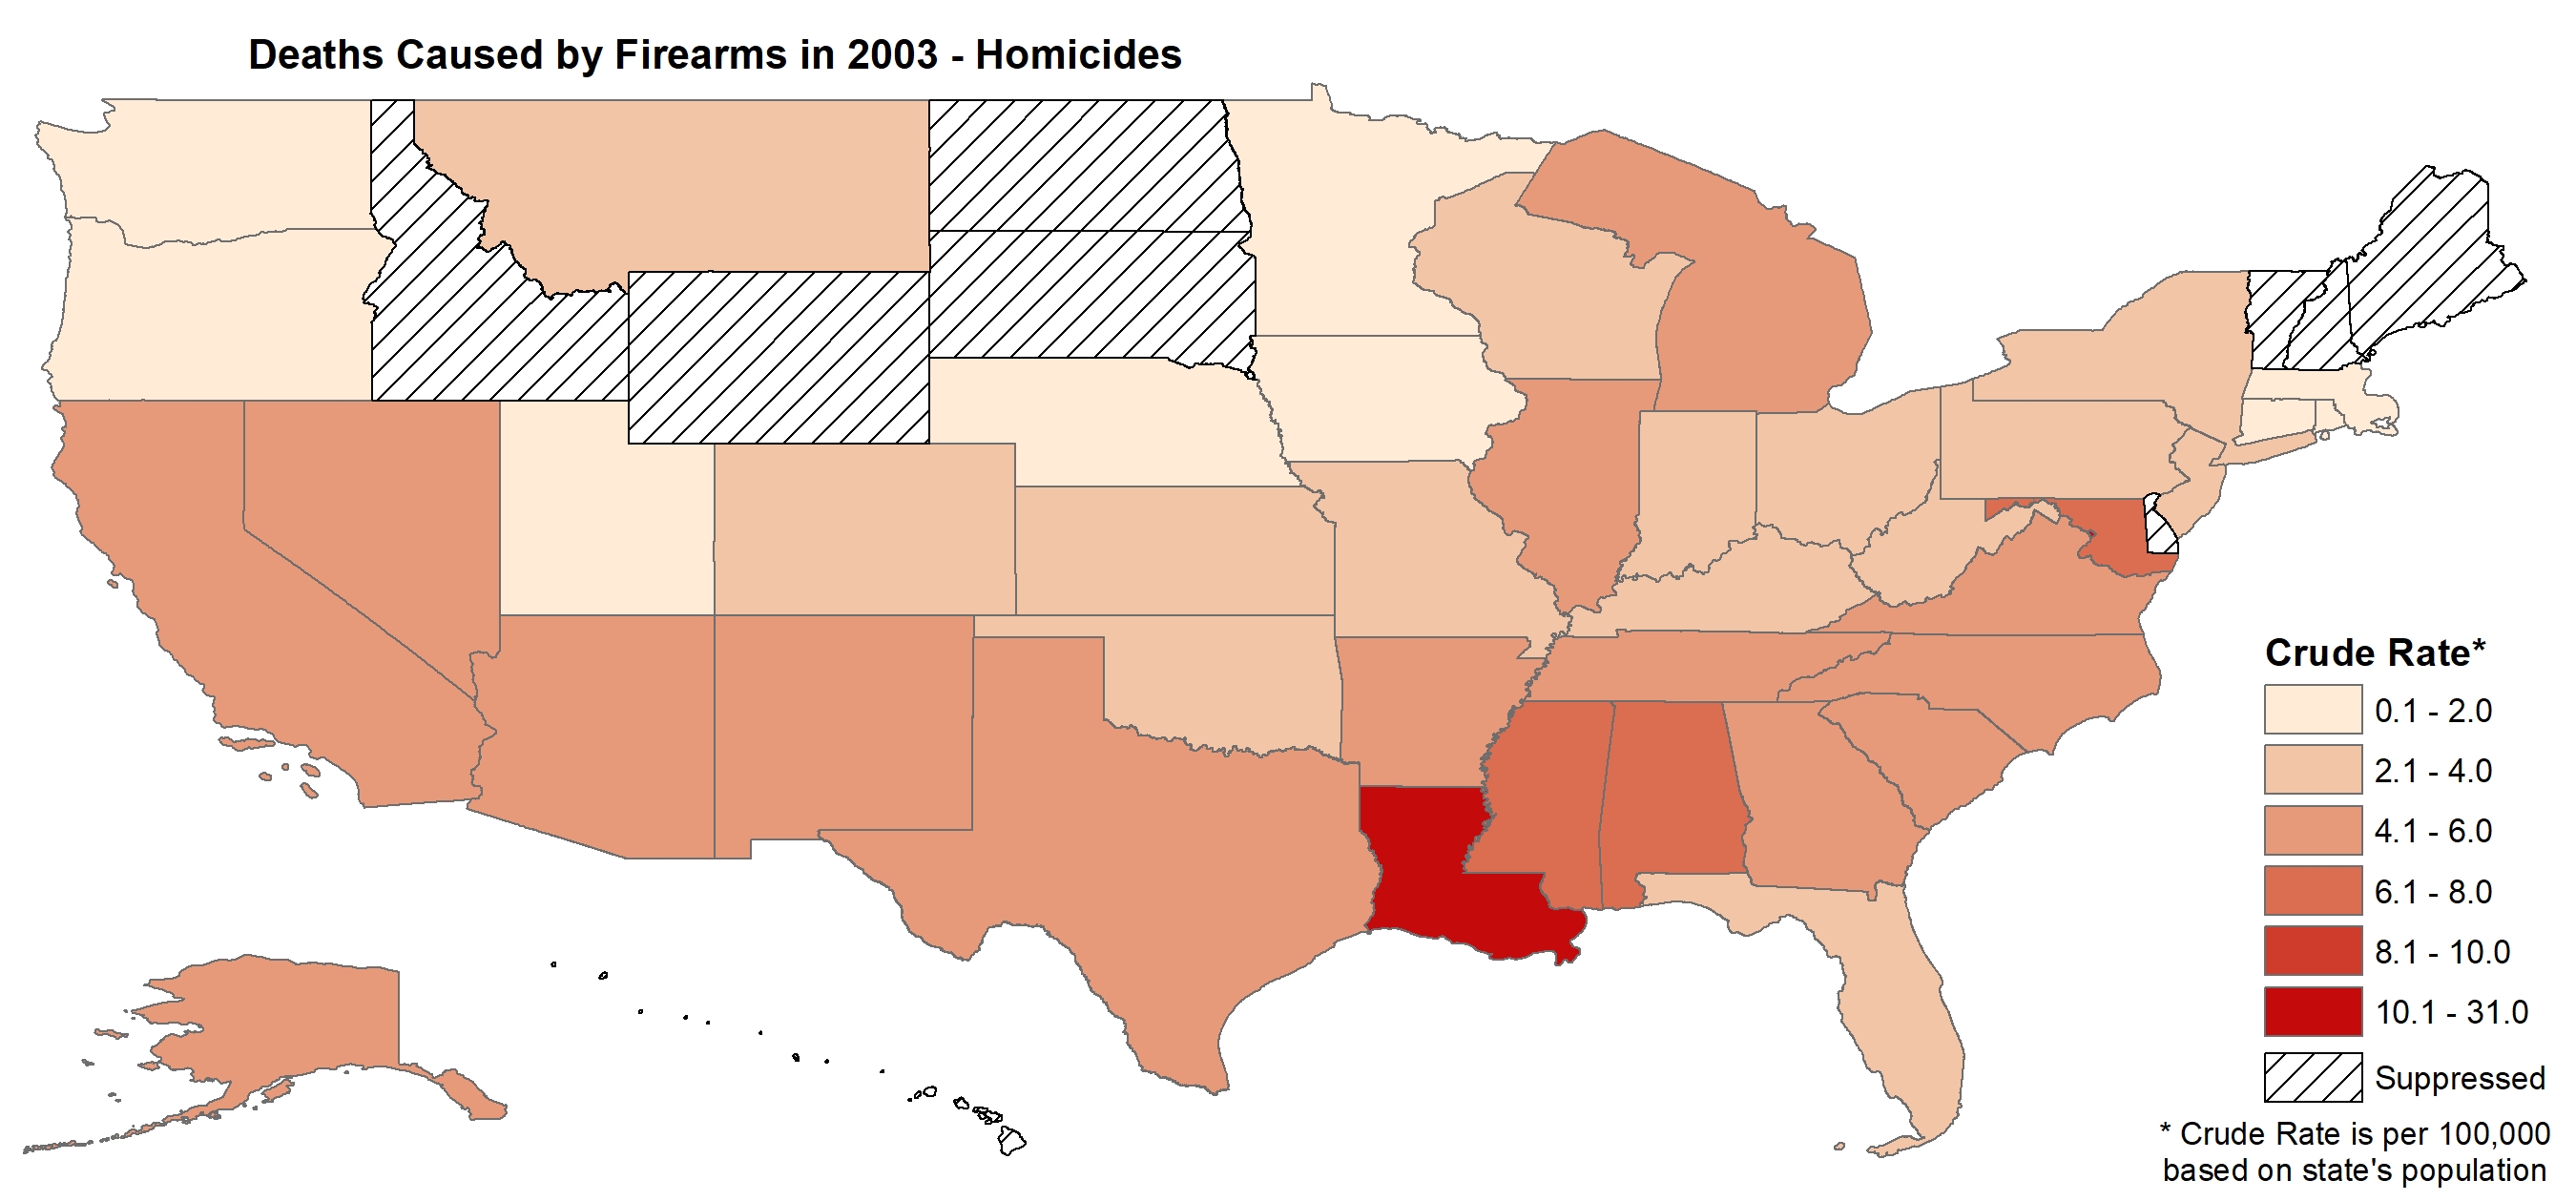 Deaths Caused by Firearms in 2003 - Homicides
Crude Rate*
0.1 - 2.0
2.1 - 4.0
4.1 - 6.0
6.1 - 8.0
8.1 - 10.0
10.1 - 31.0
Suppressed
* Crude Rate is per 100,000
based on state's population